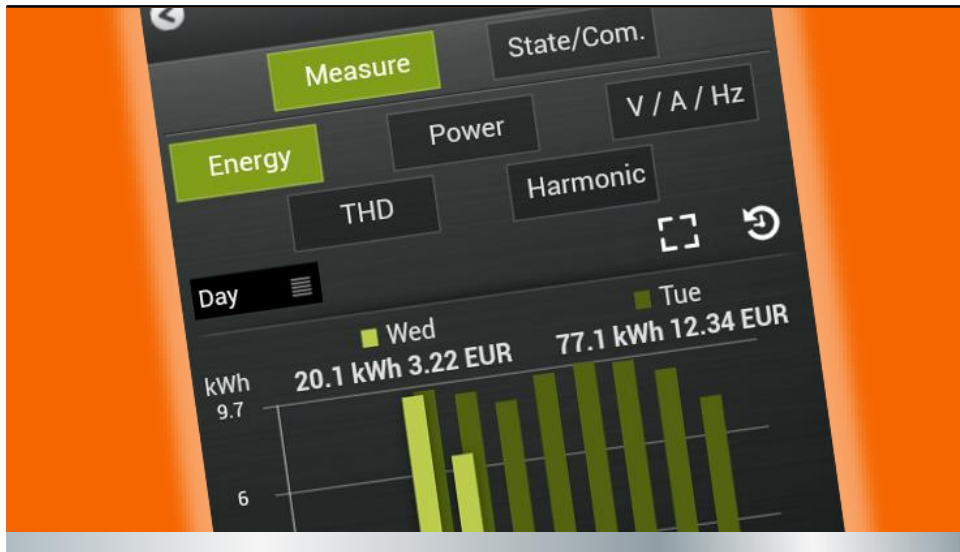 Measure
State/Com.
Energy
Power
V / A / Hz
THD
Harmonic
Day
Wed
20.1 kWh 3.22 EUR
Tue
77.1 kWh 12.34 EUR
kWh
9.7
6